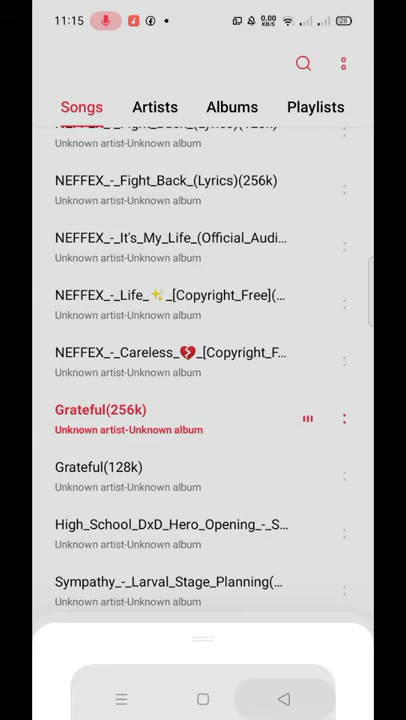 11:15
0.00 KB/S
28
Songs Artists Albums Playlists
Unknown artist-Unknown album
NEFFEX_-_Fight_Back_(Lyrics)(256k)
Unknown artist-Unknown album
NEFFEX_-_It's_My_Life_(Official_Audi...
Unknown artist-Unknown album
NEFFEX_-_Life_✨_[Copyright_Free](...
Unknown artist-Unknown album
NEFFEX_-_Careless_💔_[Copyright_F...
Unknown artist-Unknown album
Grateful(256k)
Unknown artist-Unknown album
Grateful(128k)
Unknown artist-Unknown album
High_School_DxD_Hero_Opening_-_S...
Unknown artist-Unknown album
Sympathy_-_Larval_Stage_Planning(...
Unknown artist-Unknown album